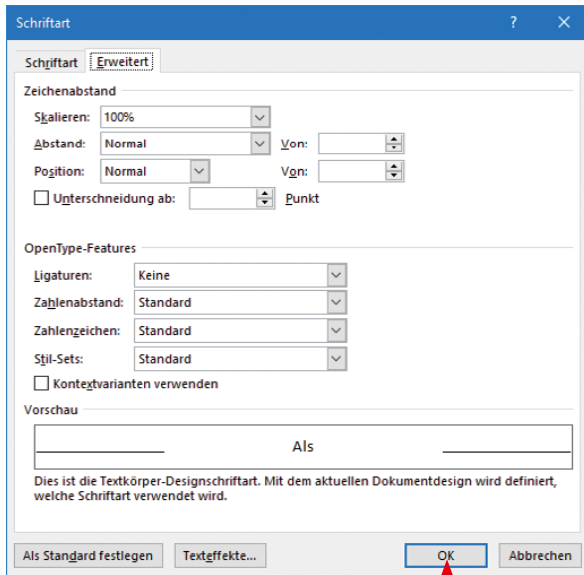 Schriftart ?
Schriftart Erweitert
Zeichenabstand
Skalieren: 100%
Abstand: Normal Von:
Position: Normal Von:
Unterschneidung ab: Punkt
OpenType-Features
Ligaturen: Keine
Zahlenabstand: Standard
Zahlenzeichen: Standard
Stil-Sets: Standard
Kontextvarianten verwenden
Vorschau
Als
Dies ist die Textkörper-Designschriftart. Mit dem aktuellen Dokumentdesign wird definiert,
welche Schriftart verwendet wird.
Als Standard festlegen Texteffekte... OK Abbrechen